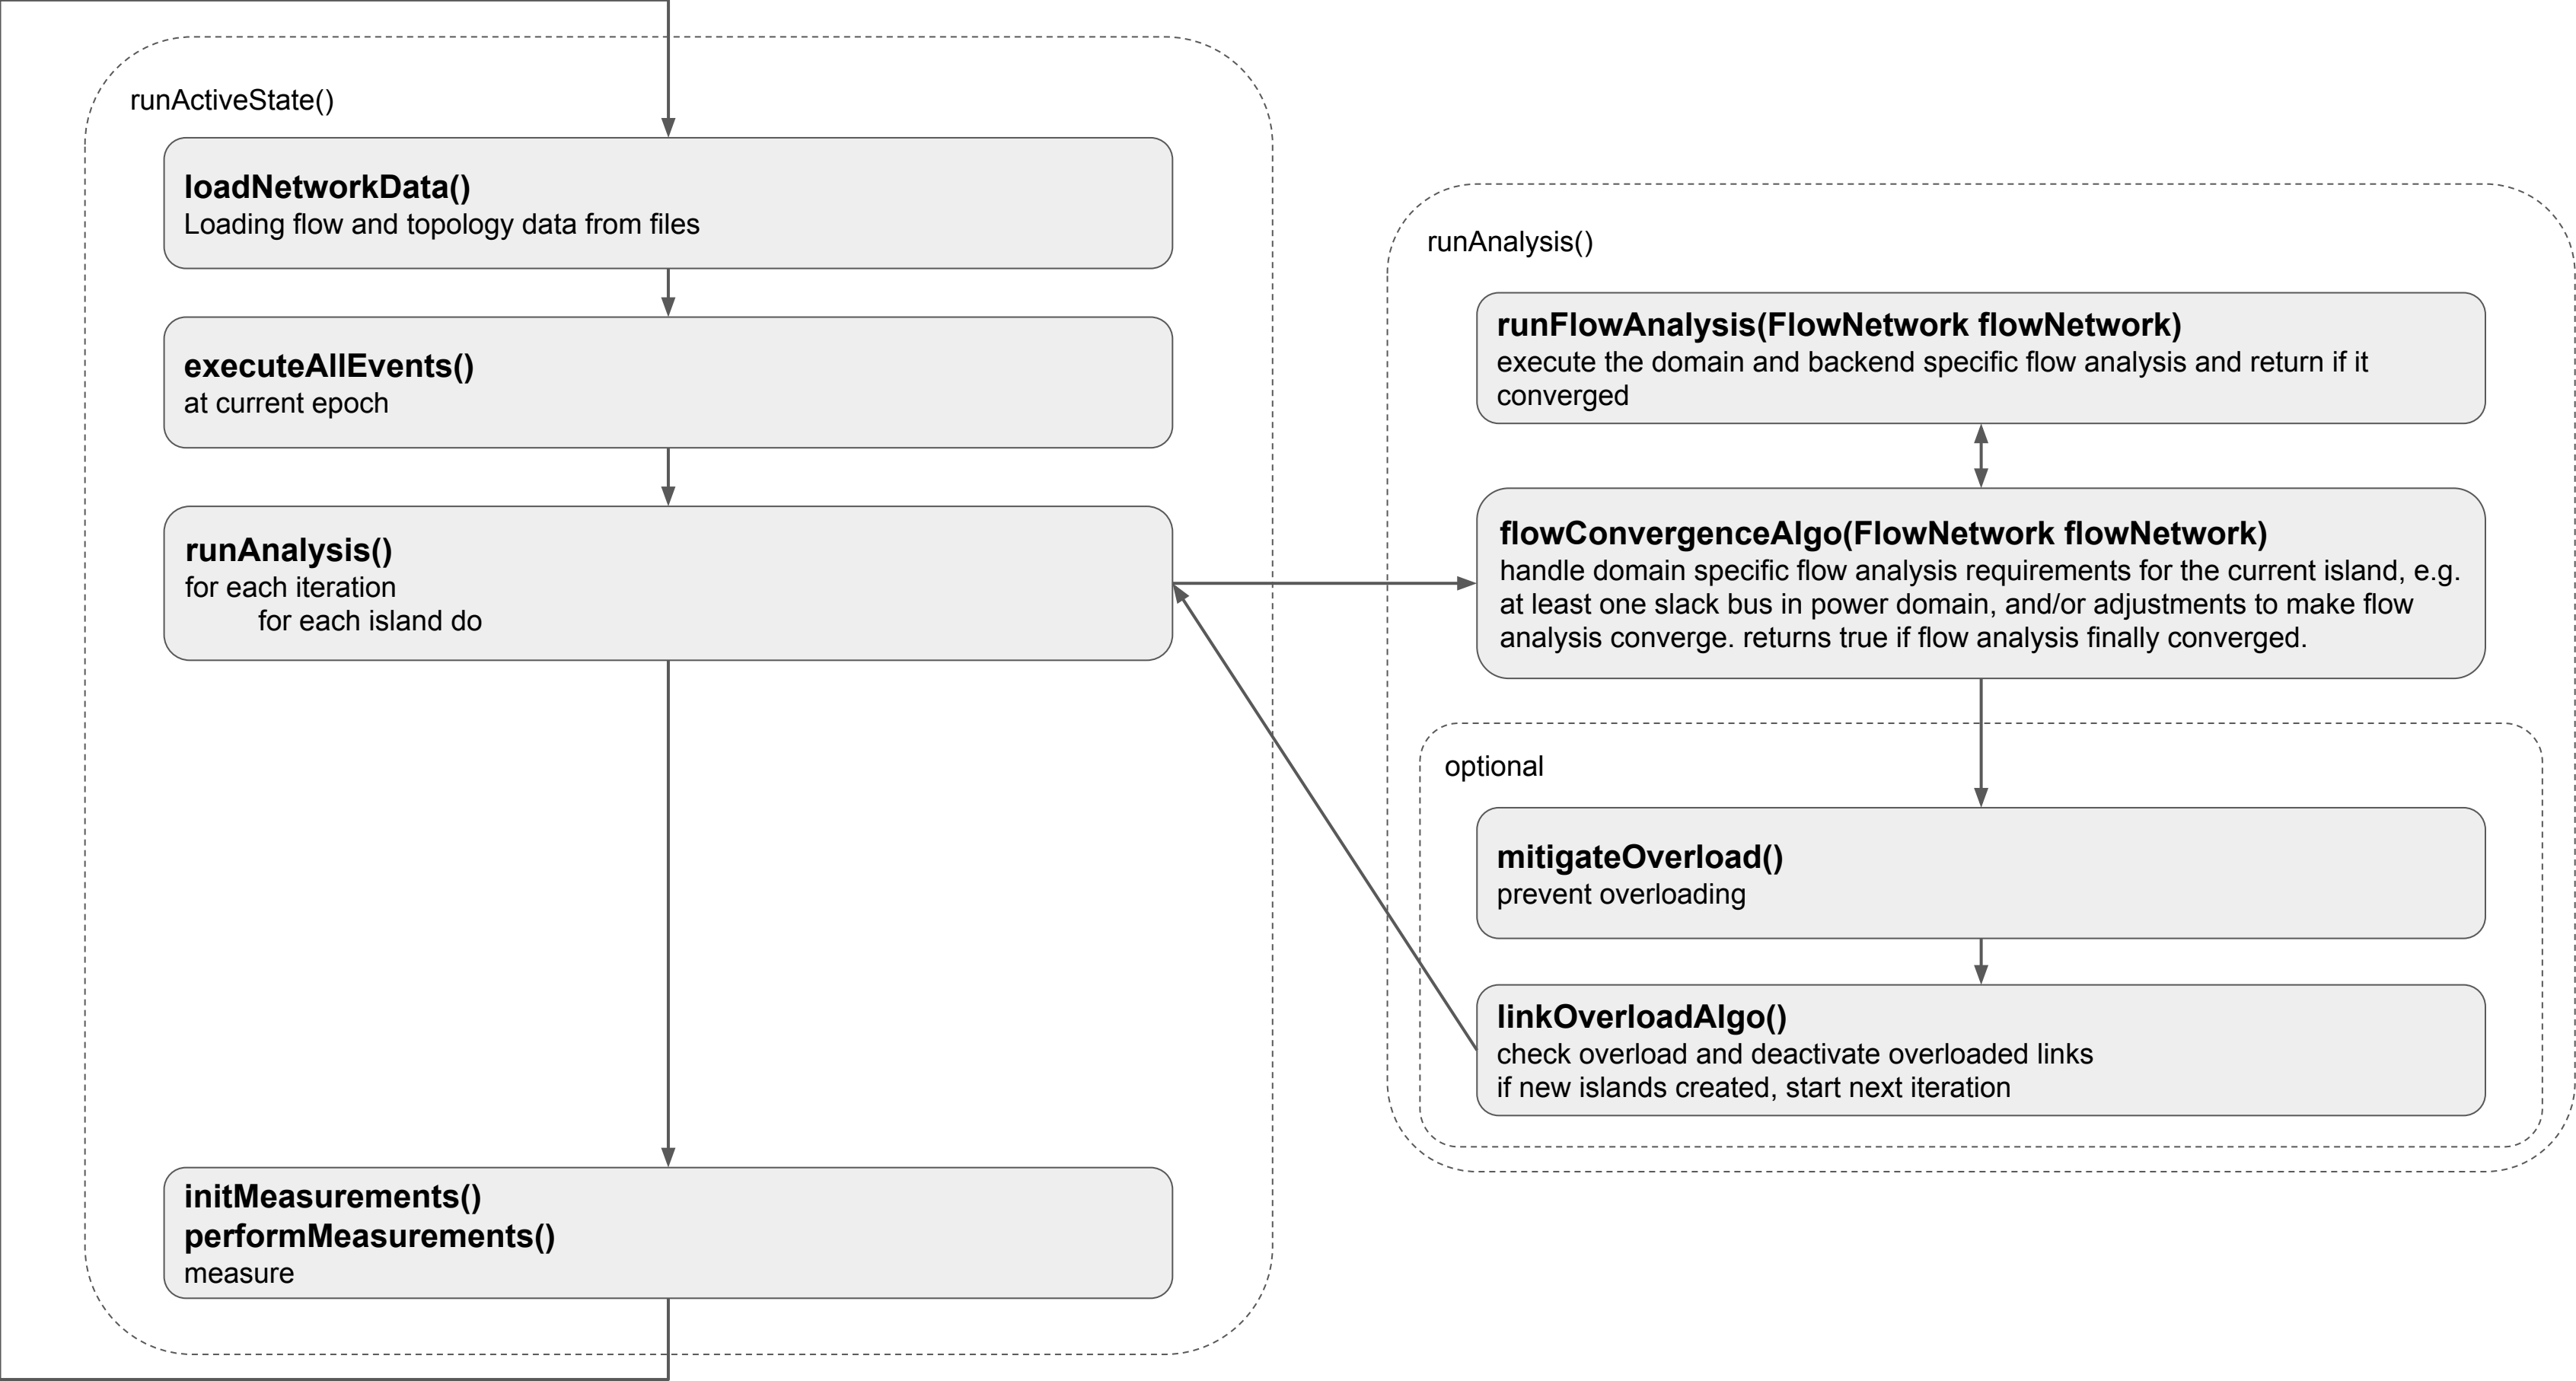 runActiveState()
loadNetworkData()
Loading flow and topology data from files
executeAllEvents()
at current epoch
runAnalysis()
for each iteration
for each island do
initMeasurements()
performMeasurements()
measure
runAnalysis()
runFlowAnalysis(FlowNetwork flowNetwork)
execute the domain and backend specific flow analysis and return if it
converged
flowConvergenceAlgo(FlowNetwork flowNetwork)
handle domain specific flow analysis requirements for the current island, e.g.
at least one slack bus in power domain, and/or adjustments to make flow
analysis converge. returns true if flow analysis finally converged.
optional
mitigateOverload()
prevent overloading
linkOverloadAlgo()
check overload and deactivate overloaded links
if new islands created, start next iteration